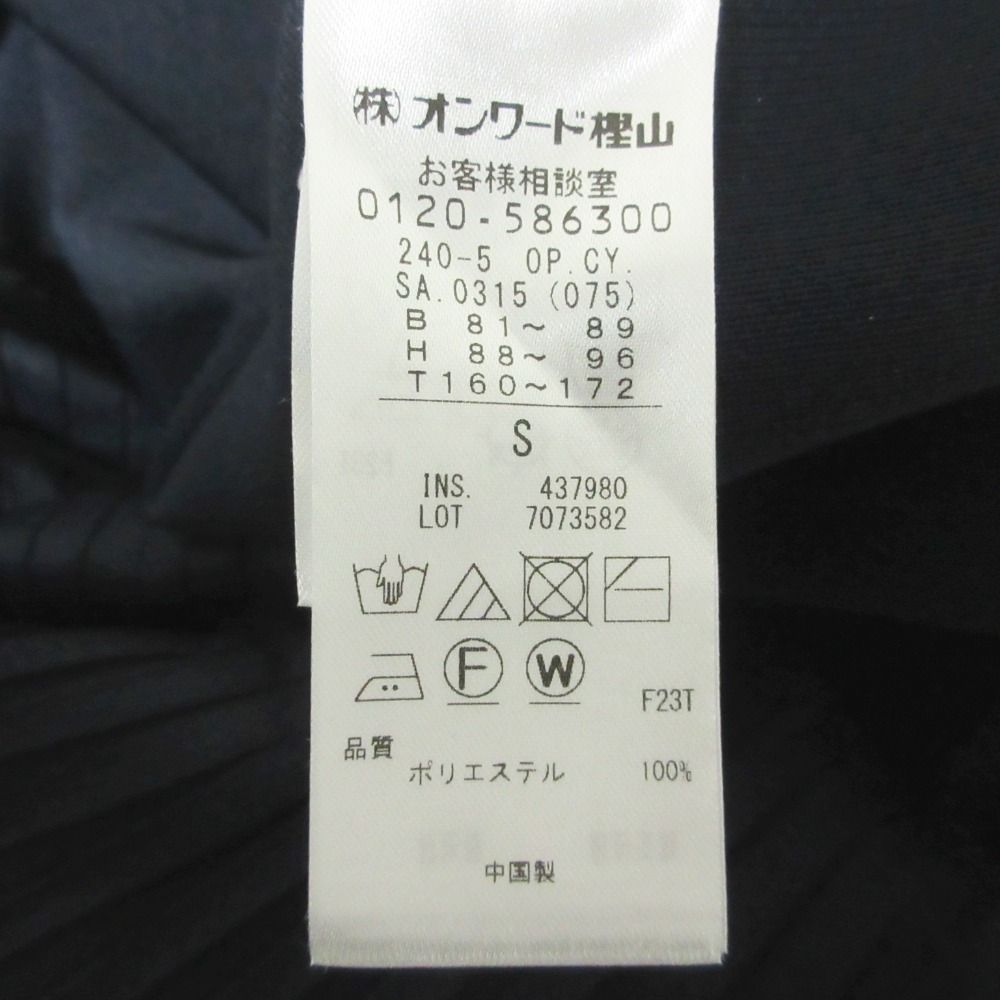 ㈱オンワード樫山
お客様相談室
0120-586300
240-5 OP.CY.
SA.0315 (075)
B 81～ 89
H 88～ 96
T160～172
S
INS. 437980
LOT 7073582
F W
F23T
品質
ポリエステル 100%
中国製